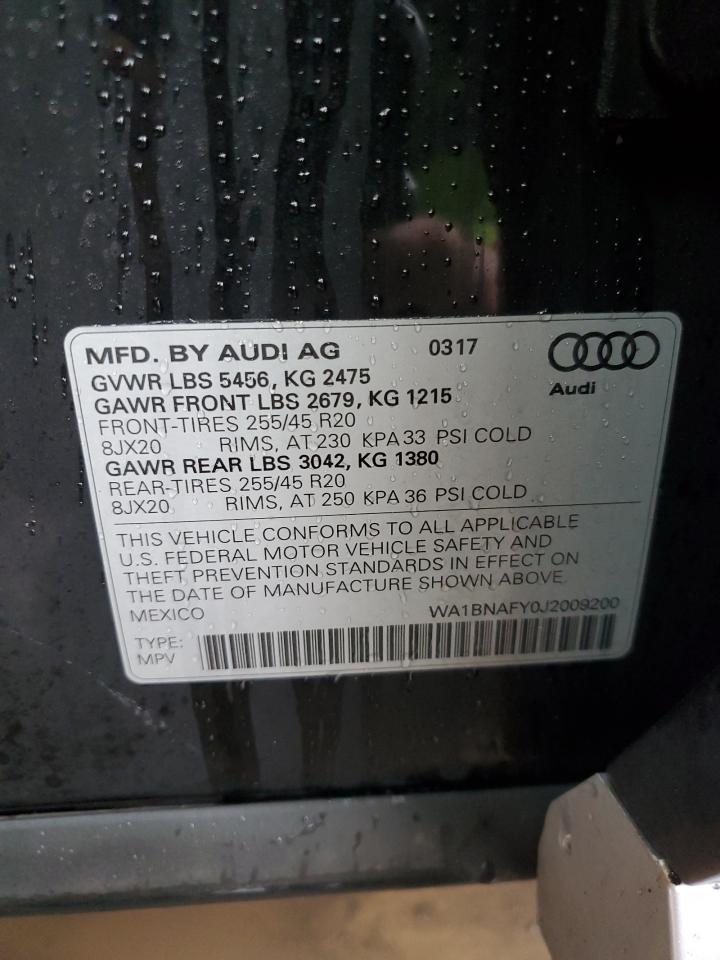 MFD. BY AUDI AG 0317
GVWR LBS 5456, KG 2475
Audi
GAWR FRONT LBS 2679, KG 1215
FRONT-TIRES 255/45 R20
8JX20 RIMS, AT 230 KPA 33 PSI COLD
GAWR REAR LBS 3042, KG 1380
REAR-TIRES 255/45 R20
8JX20 RIMS, AT 250 KPA 36 PSI COLD
THIS VEHICLE CONFORMS TO ALL APPLICABLE
U.S. FEDERAL MOTOR VEHICLE SAFETY AND
THEFT PREVENTION STANDARDS IN EFFECT ON
THE DATE OF MANUFACTURE SHOWN ABOVE.
MEXICO WA1BNAFY0J2009200
TYPE:
MPV